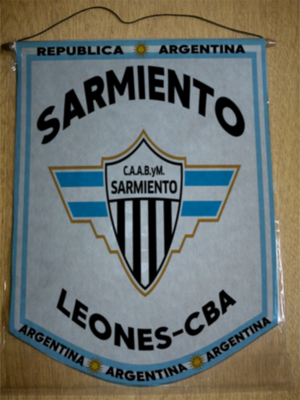 REPUBLICA ARGENTINA
SARMIENTO
C.A.A.B.yM.
SARMIENTO
LEONES-CBA
ARGENTINA ARGENTINA ARGENTINA